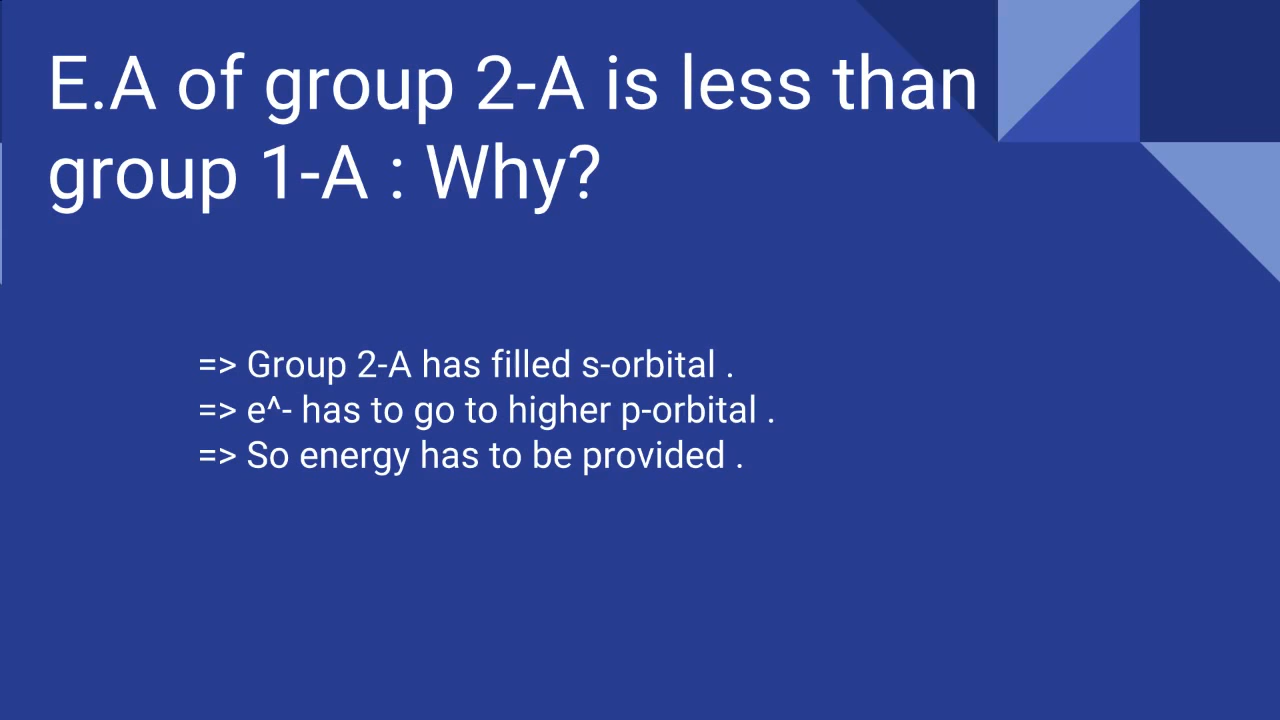 E.A of group 2-A is less than
group 1-A : Why?
=> Group 2-A has filled s-orbital .
=> e^- has to go to higher p-orbital .
=> So energy has to be provided .